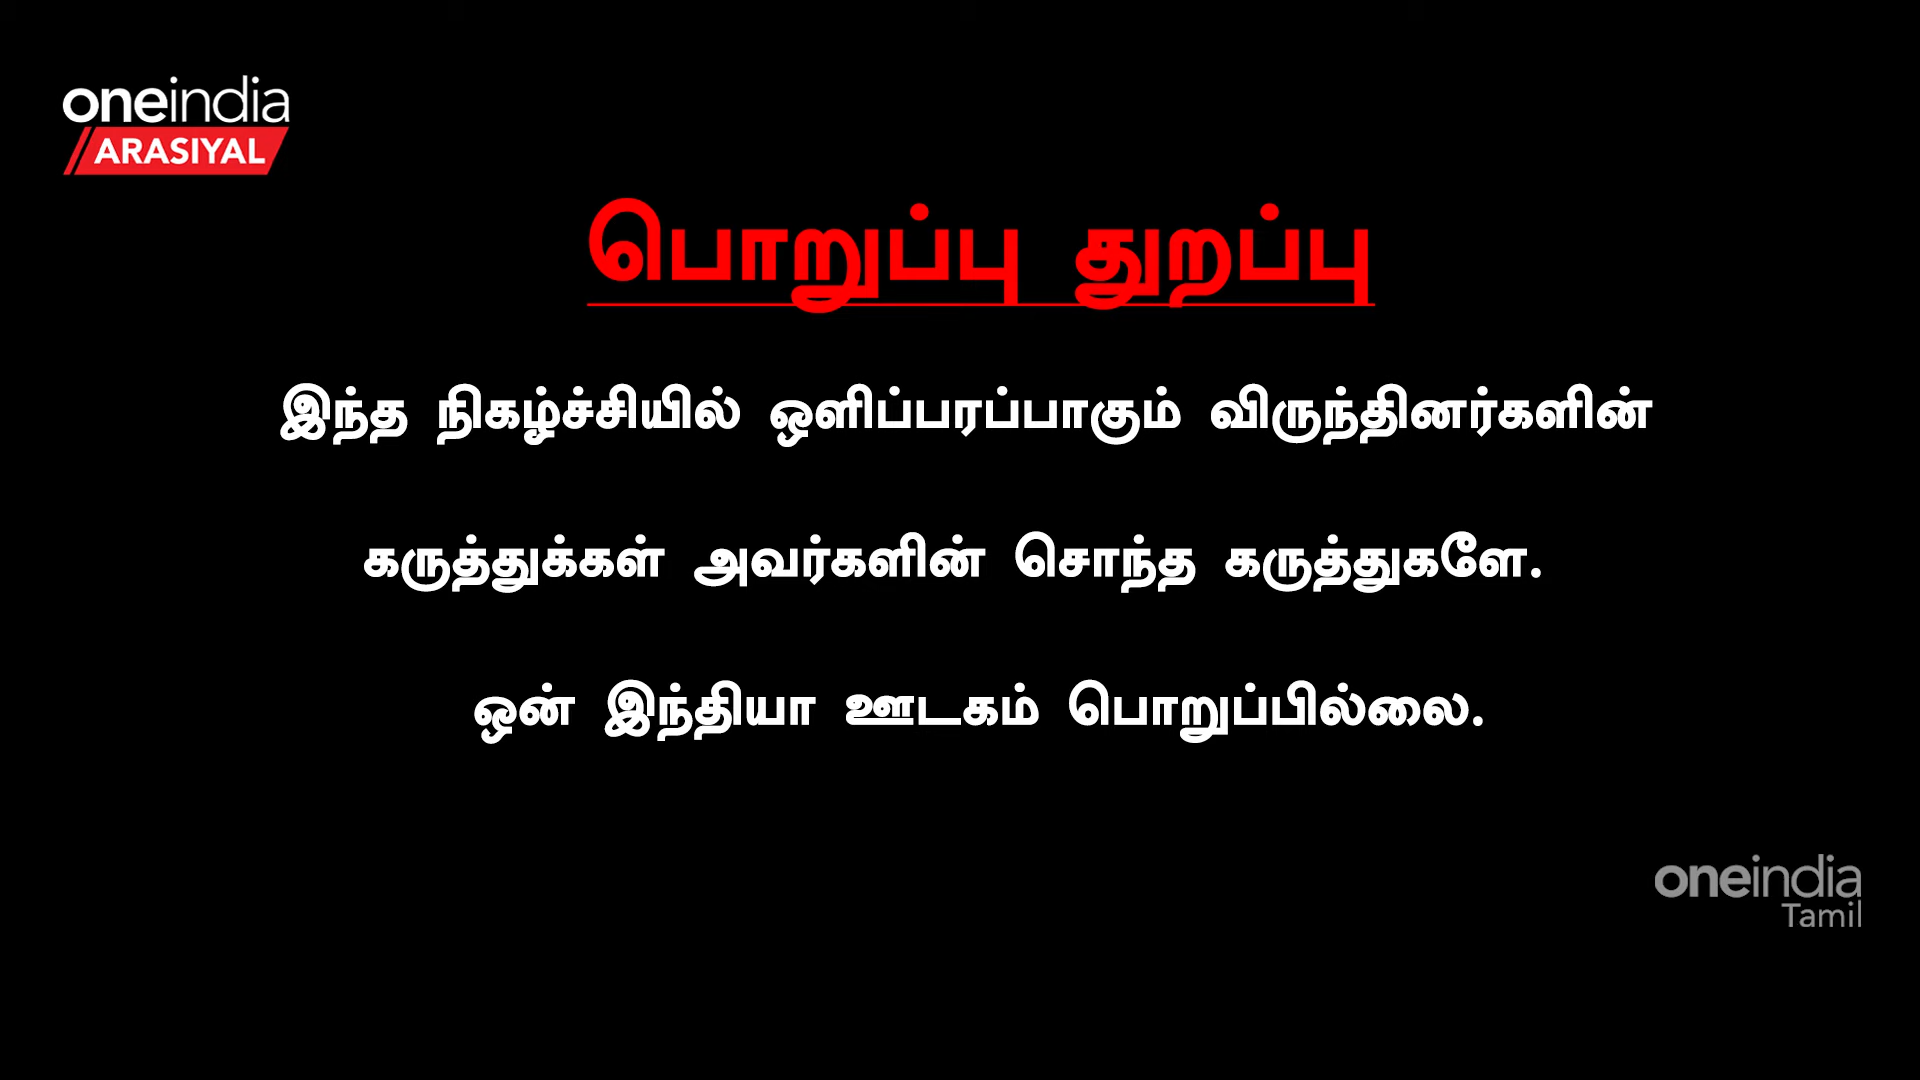 oneindia
ARASIYAL
பொறுப்பு துறப்பு
இந்த நிகழ்ச்சியில் ஒளிப்பரப்பாகும் விருந்தினர்களின்
கருத்துக்கள் அவர்களின் சொந்த கருத்துகளே.
ஒன் இந்தியா ஊடகம் பொறுப்பில்லை.
oneindia
Tamil